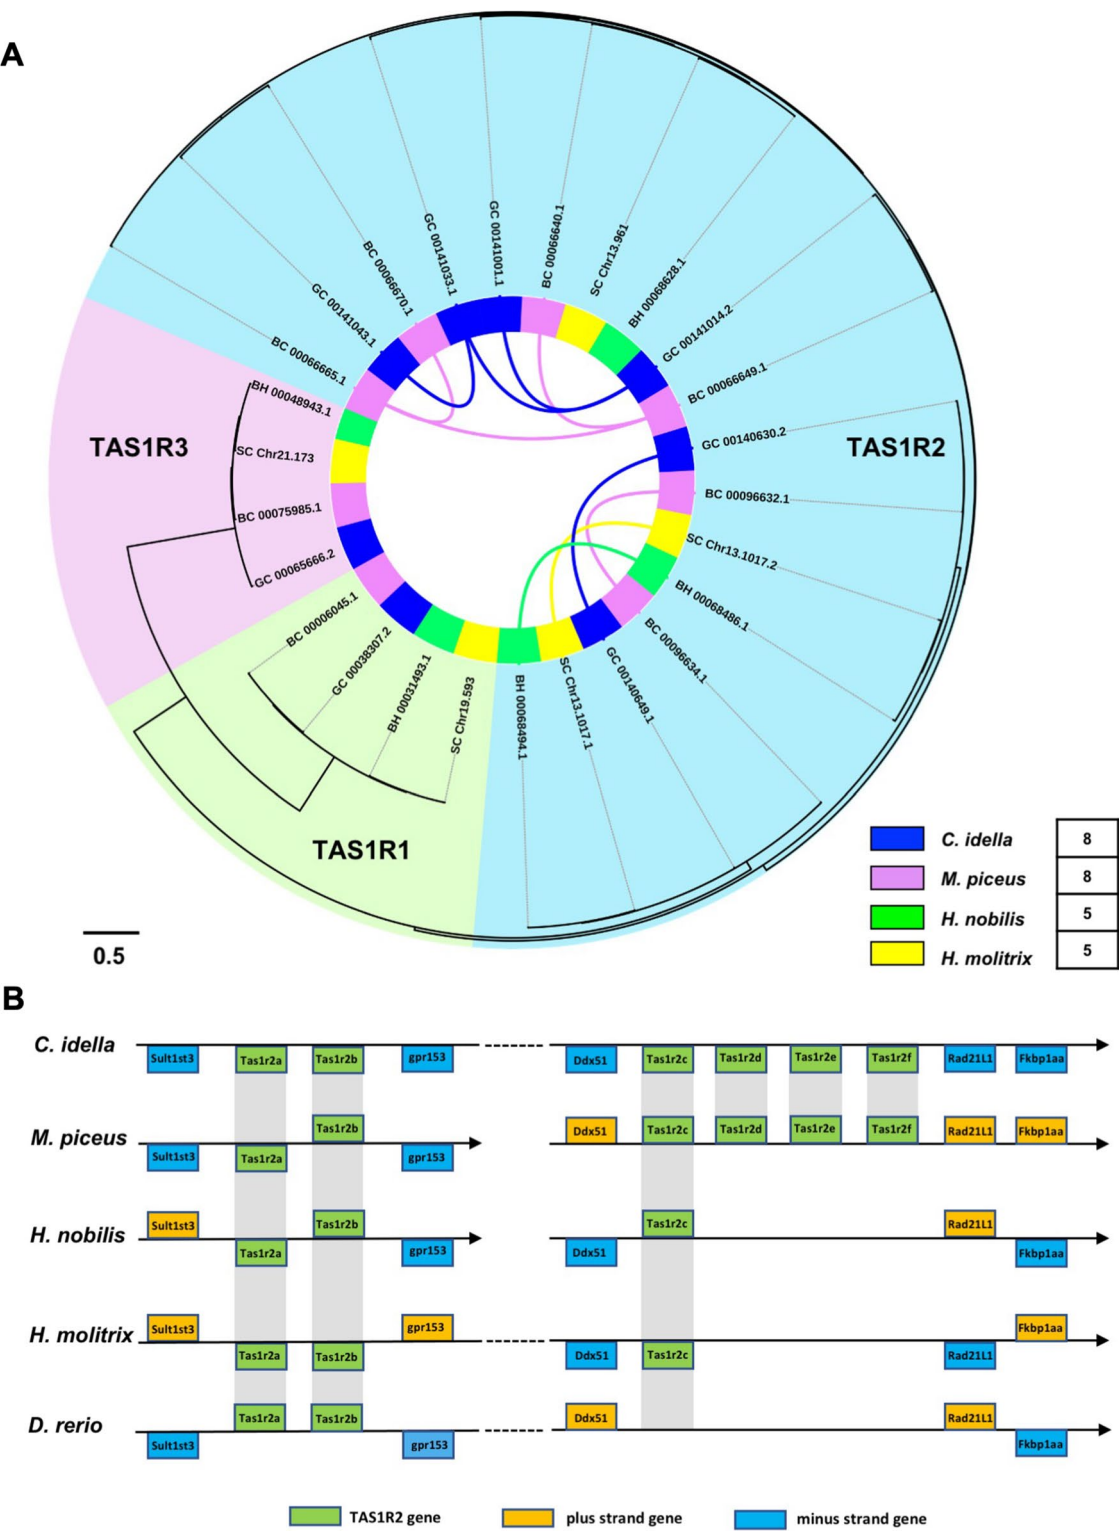 A
GC 00141033.1
GC 00141001.1
BC 00066640.1
SC Chr13.961
BH 00068628.1
GC 00141014.2
BC 00066649.1
GC 00140630.2
BC 00096632.1
SC Chr13.1017.2
BH 00068486.1
BC 00096634.1
GC 00140649.1
SC Chr13.1017.1
BH 00068494.1
SC Chr19.593
BH 00031493.1
GC 00038307.2
BC 00006045.1
GC 00065666.2
BC 00075985.1
SC Chr21.173
BH 00048943.1
BC 00066665.1
GC 00141043.1
BC 00066670.1
TAS1R3
TAS1R2
TAS1R1
C. idella 8
M. piceus 8
H. nobilis 5
H. molitrix 5
0.5
B
C. idella
Sult1st3 Tas1r2a Tas1r2b gpr153 Ddx51 Tas1r2c Tas1r2d Tas1r2e Tas1r2f Rad21L1 Fkbp1aa
M. piceus
Tas1r2b Ddx51 Tas1r2c Tas1r2d Tas1r2e Tas1r2f Rad21L1 Fkbp1aa
Sult1st3 Tas1r2a gpr153
H. nobilis
Sult1st3 Tas1r2b Tas1r2c Rad21L1
Tas1r2a gpr153 Ddx51 Fkbp1aa
H. molitrix
Sult1st3 gpr153 Fkbp1aa
Tas1r2a Tas1r2b Ddx51 Tas1r2c Rad21L1
D. rerio
Tas1r2a Tas1r2b Ddx51 Rad21L1
Sult1st3 gpr153 Fkbp1aa
TAS1R2 gene plus strand gene minus strand gene